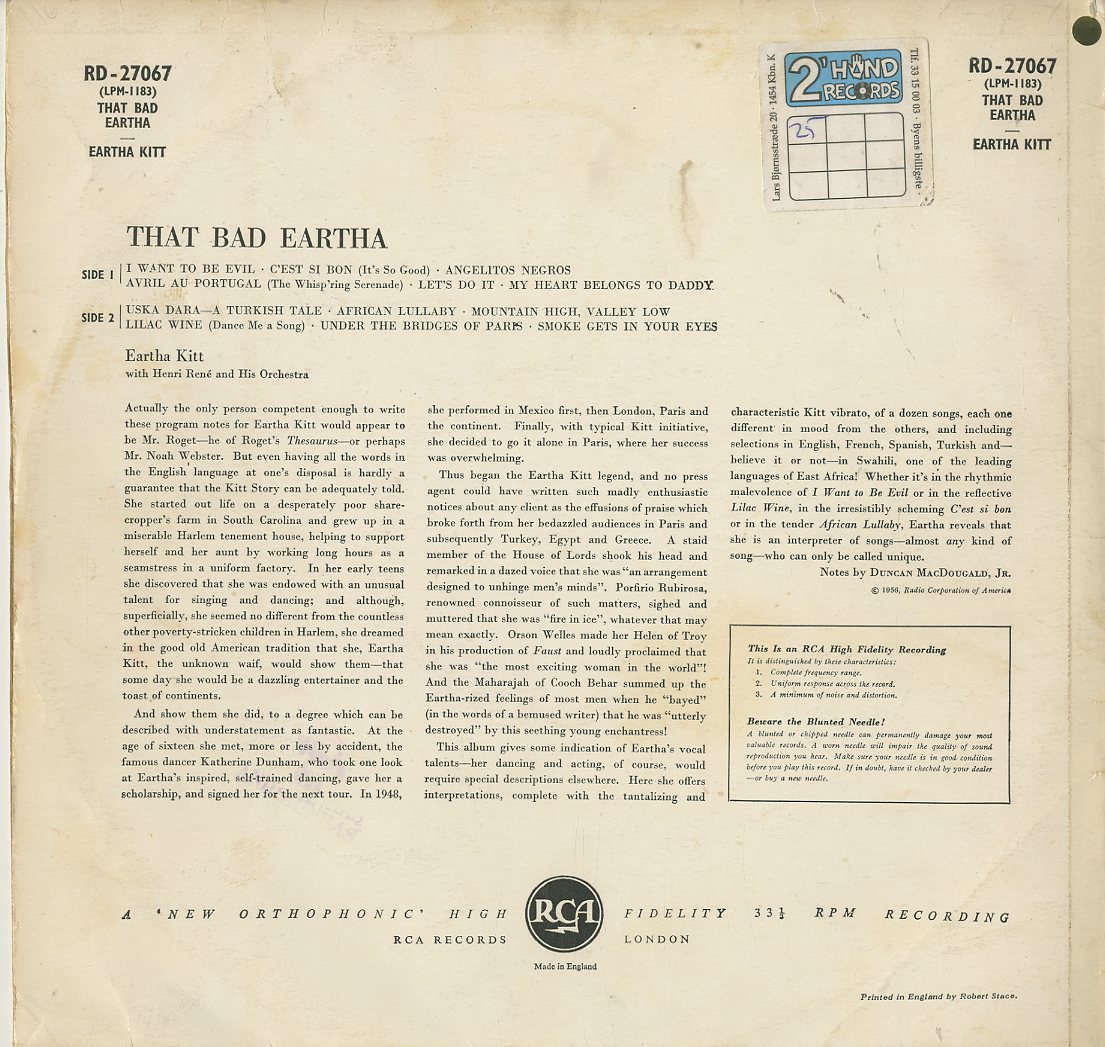 RD-27067
(LPM-1183)
THAT BAD
EARTHA
EARTHA KITT
Lars Bjørnsstræde 20 · 1454 Kbn. K
2' HAND
RECORDS
25
Tlf. 33 15 00 03 · Byens billigste ·
RD-27067
(LPM-1183)
THAT BAD
EARTHA
EARTHA KITT
THAT BAD EARTHA
SIDE 1
I WANT TO BE EVIL · C'EST SI BON (It's So Good) · ANGELITOS NEGROS
AVRIL AU PORTUGAL (The Whisp'ring Serenade) · LET'S DO IT · MY HEART BELONGS TO DADDY
SIDE 2
USKA DARA—A TURKISH TALE · AFRICAN LULLABY · MOUNTAIN HIGH, VALLEY LOW
LILAC WINE (Dance Me a Song) · UNDER THE BRIDGES OF PARIS · SMOKE GETS IN YOUR EYES
Eartha Kitt
with Henri René and His Orchestra
Actually the only person competent enough to write
these program notes for Eartha Kitt would appear to
be Mr. Roget—he of Roget's Thesaurus—or perhaps
Mr. Noah Webster. But even having all the words in
the English language at one's disposal is hardly a
guarantee that the Kitt Story can be adequately told.
She started out life on a desperately poor share-
cropper's farm in South Carolina and grew up in a
miserable Harlem tenement house, helping to support
herself and her aunt by working long hours as a
seamstress in a uniform factory. In her early teens
she discovered that she was endowed with an unusual
talent for singing and dancing; and although,
superficially, she seemed no different from the countless
other poverty-stricken children in Harlem, she dreamed
in the good old American tradition that she, Eartha
Kitt, the unknown waif, would show them—that
some day she would be a dazzling entertainer and the
toast of continents.
And show them she did, to a degree which can be
described with understatement as fantastic. At the
age of sixteen she met, more or less by accident, the
famous dancer Katherine Dunham, who took one look
at Eartha's inspired, self-trained dancing, gave her a
scholarship, and signed her for the next tour. In 1948,
she performed in Mexico first, then London, Paris and
the continent. Finally, with typical Kitt initiative,
she decided to go it alone in Paris, where her success
was overwhelming.
Thus began the Eartha Kitt legend, and no press
agent could have written such madly enthusiastic
notices about any client as the effusions of praise which
broke forth from her bedazzled audiences in Paris and
subsequently Turkey, Egypt and Greece. A staid
member of the House of Lords shook his head and
remarked in a dazed voice that she was "an arrangement
designed to unhinge men's minds". Porfirio Rubirosa,
renowned connoisseur of such matters, sighed and
muttered that she was "fire in ice", whatever that may
mean exactly. Orson Welles made her Helen of Troy
in his production of Faust and loudly proclaimed that
she was "the most exciting woman in the world"!
And the Maharajah of Cooch Behar summed up the
Eartha-rized feelings of most men when he "bayed"
(in the words of a bemused writer) that he was "utterly
destroyed" by this seething young enchantress!
This album gives some indication of Eartha's vocal
talents—her dancing and acting, of course, would
require special descriptions elsewhere. Here she offers
interpretations, complete with the tantalizing and
characteristic Kitt vibrato, of a dozen songs, each one
different in mood from the others, and including
selections in English, French, Spanish, Turkish and—
believe it or not—in Swahili, one of the leading
languages of East Africa! Whether it's in the rhythmic
malevolence of I Want to Be Evil or in the reflective
Lilac Wine, in the irresistibly scheming C'est si bon
or in the tender African Lullaby, Eartha reveals that
she is an interpreter of songs—almost any kind of
song—who can only be called unique.
Notes by DUNCAN MACDOUGALD, JR.
© 1956, Radio Corporation of America
This Is an RCA High Fidelity Recording
It is distinguished by these characteristics:
1. Complete frequency range.
2. Uniform response across the record.
3. A minimum of noise and distortion.
Beware the Blunted Needle!
A blunted or chipped needle can permanently damage your most
valuable records. A worn needle will impair the quality of sound
reproduction you hear. Make sure your needle is in good condition
before you play this record. If in doubt, have it checked by your dealer
—or buy a new needle.
A 'NEW ORTHOPHONIC' HIGH FIDELITY 33⅓ RPM RECORDING
RCA
RCA RECORDS LONDON
Made in England
Printed in England by Robert Stace.